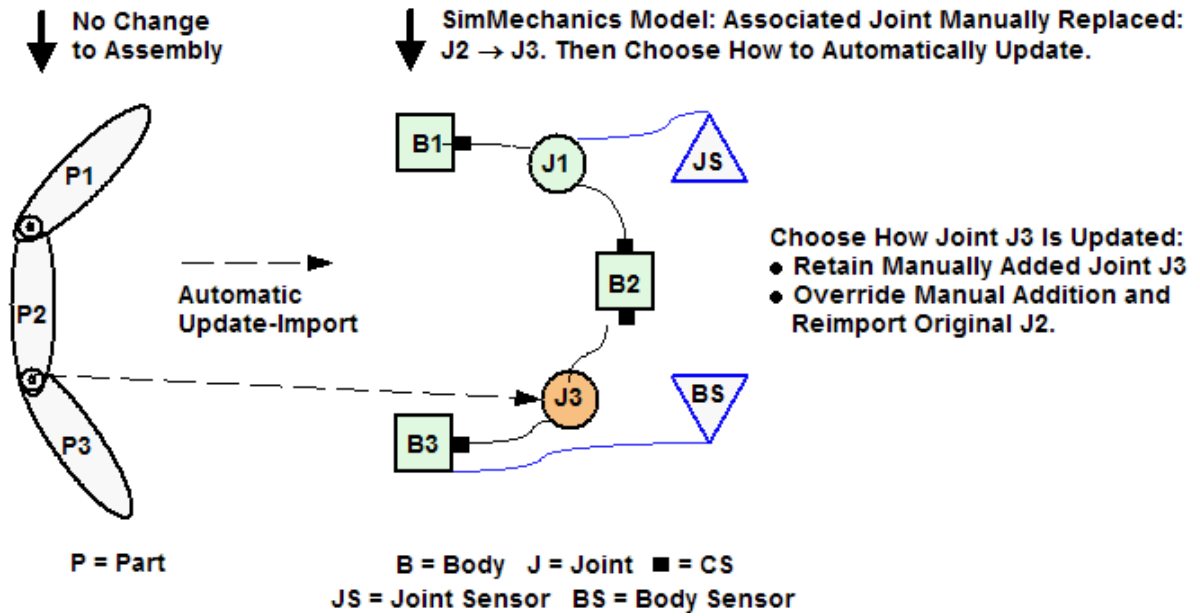 No Change
to Assembly
SimMechanics Model: Associated Joint Manually Replaced:
J2 → J3. Then Choose How to Automatically Update.
P1
P2
P3
Automatic
Update-Import
B1
J1
JS
B2
J3
B3
BS
Choose How Joint J3 Is Updated:
● Retain Manually Added Joint J3
● Override Manual Addition and
Reimport Original J2.
P = Part
B = Body J = Joint ■ = CS
JS = Joint Sensor BS = Body Sensor